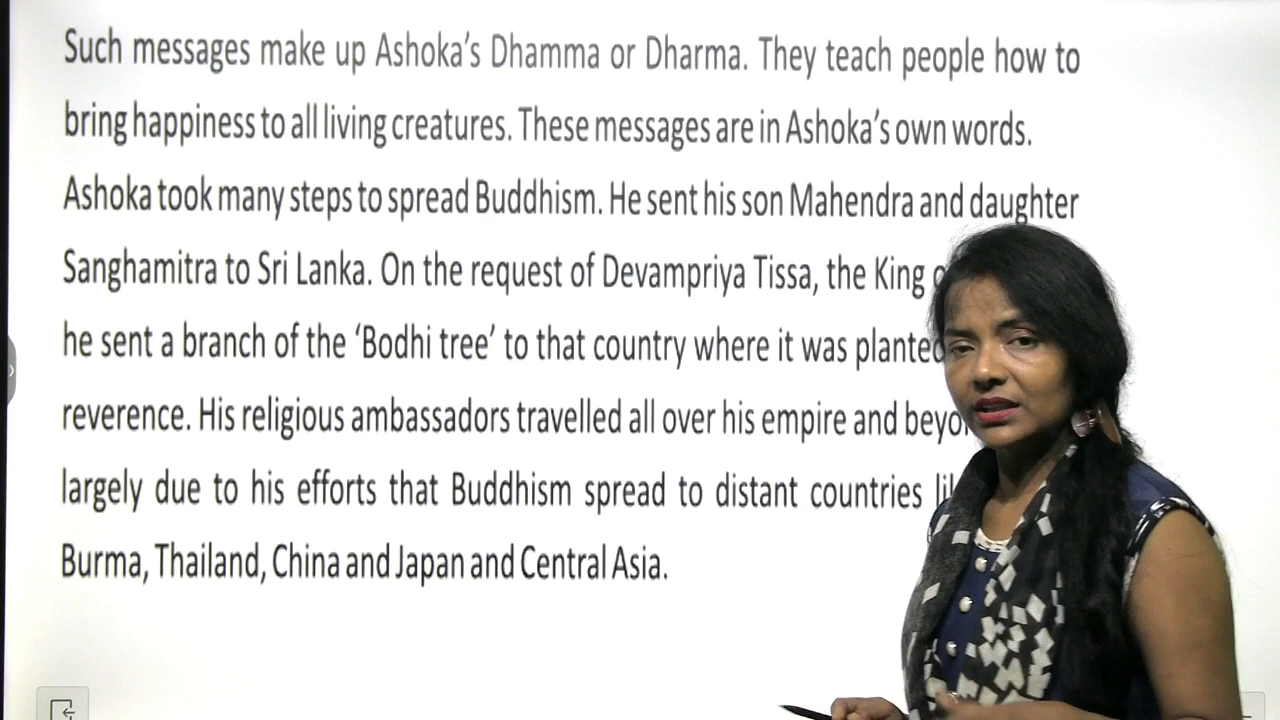 Such messages make up Ashoka's Dhamma or Dharma. They teach people how to
bring happiness to all living creatures. These messages are in Ashoka's own words.
Ashoka took many steps to spread Buddhism. He sent his son Mahendra and daughter
Sanghamitra to Sri Lanka. On the request of Devampriya Tissa, the King
he sent a branch of the ‘Bodhi tree’ to that country where it was planted
reverence. His religious ambassadors travelled all over his empire and
largely due to his efforts that Buddhism spread to distant countries
Burma, Thailand, China and Japan and Central Asia.